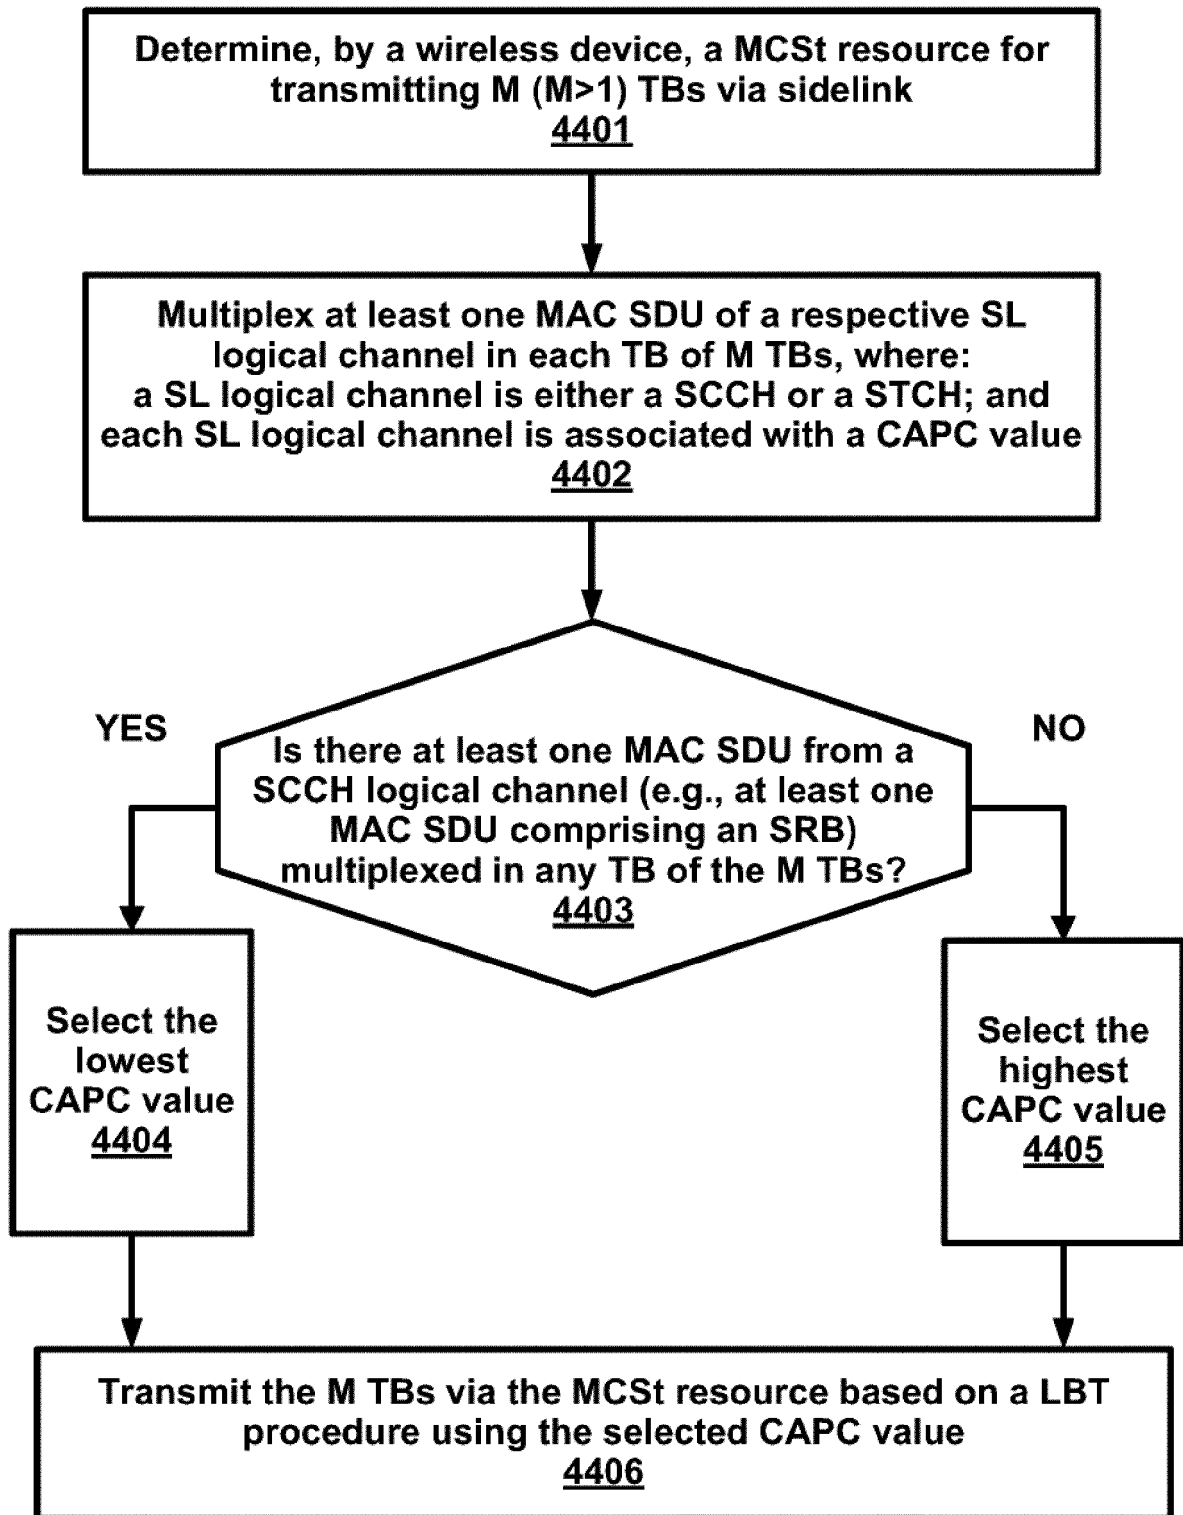 Determine, by a wireless device, a MCSt resource for
transmitting M (M>1) TBs via sidelink
4401
Multiplex at least one MAC SDU of a respective SL
logical channel in each TB of M TBs, where:
a SL logical channel is either a SCCH or a STCH; and
each SL logical channel is associated with a CAPC value
4402
YES
NO
Is there at least one MAC SDU from a
SCCH logical channel (e.g., at least one
MAC SDU comprising an SRB)
multiplexed in any TB of the M TBs?
4403
Select the
lowest
CAPC value
4404
Select the
highest
CAPC value
4405
Transmit the M TBs via the MCSt resource based on a LBT
procedure using the selected CAPC value
4406